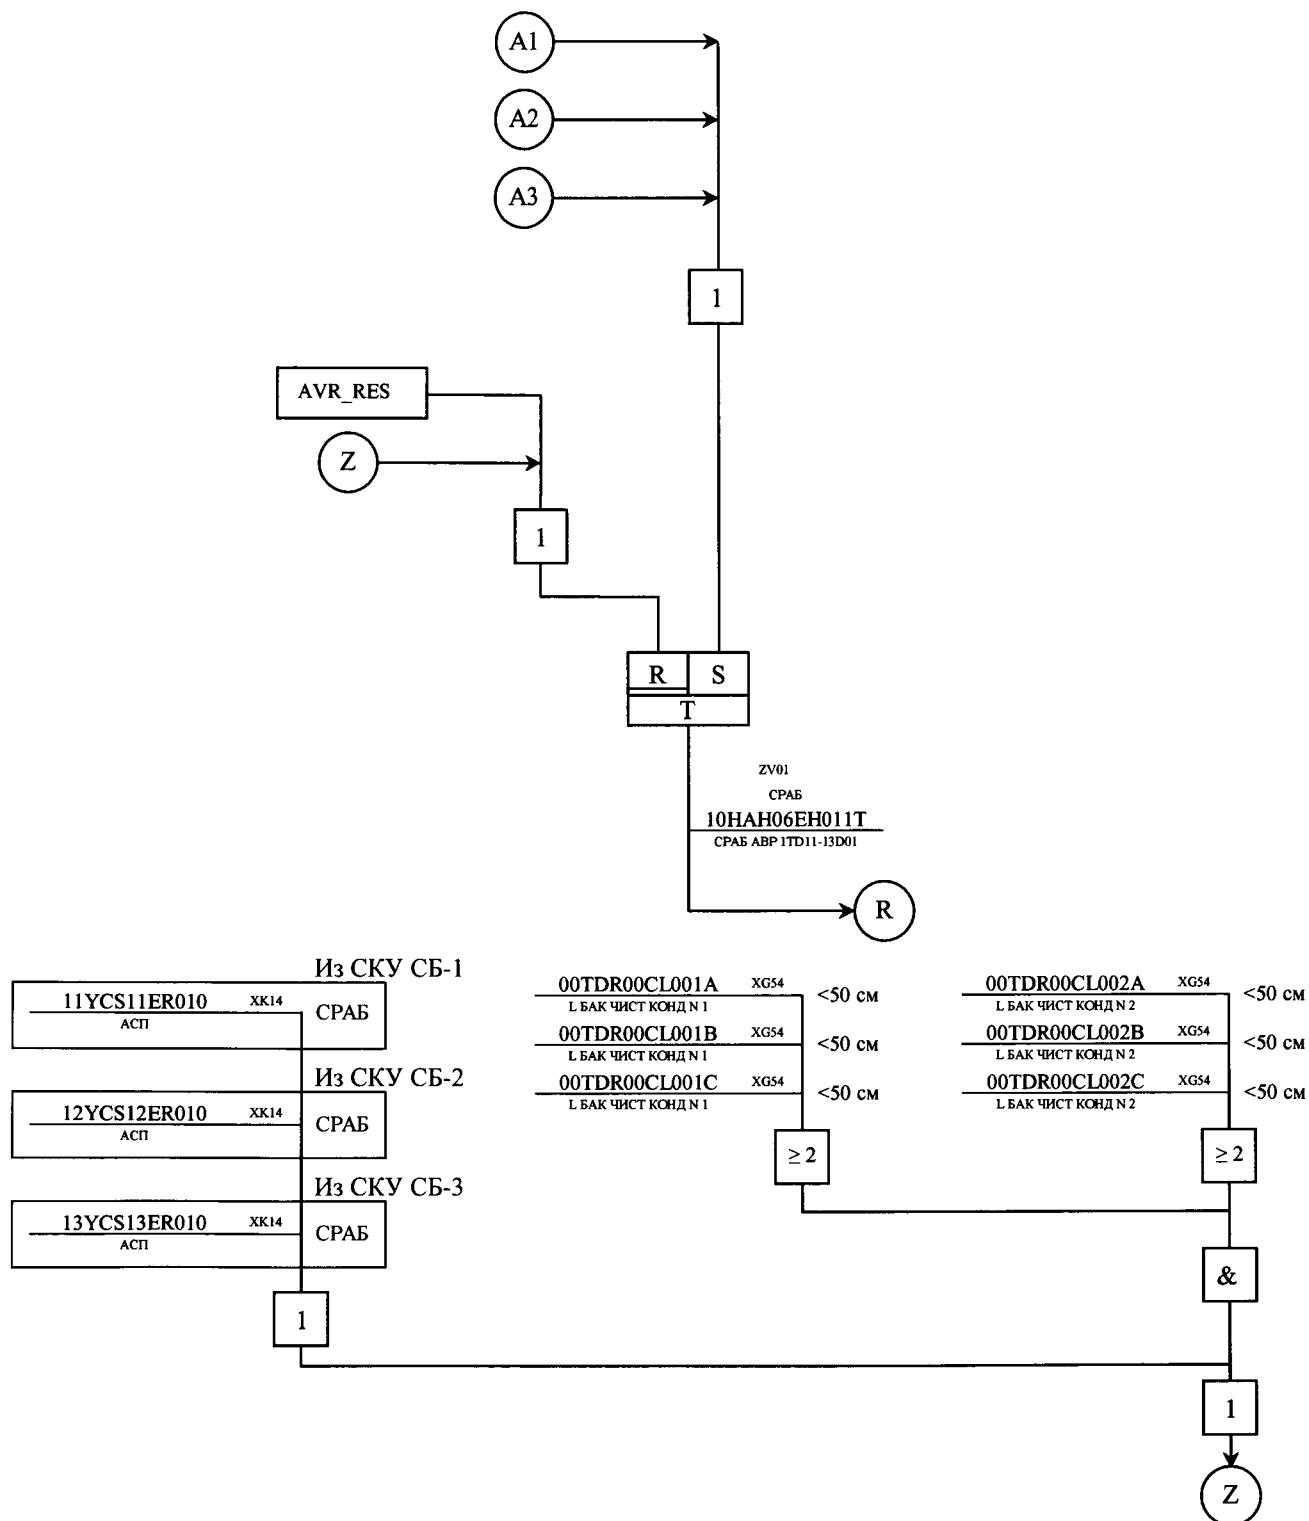 A1
A2
A3
1
AVR_RES
Z
1
R S
T
ZV01
СРАБ
10HAH06EH011T
СРАБ АВР 1TD11-13D01
R
Из СКУ СБ-1
11YCS11ER010 XK14 СРАБ
АСП
Из СКУ СБ-2
12YCS12ER010 XK14 СРАБ
АСП
Из СКУ СБ-3
13YCS13ER010 XK14 СРАБ
АСП
1
00TDR00CL001A XG54 <50 см
L БАК ЧИСТ КОНД N 1
00TDR00CL001B XG54 <50 см
L БАК ЧИСТ КОНД N 1
00TDR00CL001C XG54 <50 см
L БАК ЧИСТ КОНД N 1
≥ 2
00TDR00CL002A XG54 <50 см
L БАК ЧИСТ КОНД N 2
00TDR00CL002B XG54 <50 см
L БАК ЧИСТ КОНД N 2
00TDR00CL002C XG54 <50 см
L БАК ЧИСТ КОНД N 2
≥ 2
&
1
Z